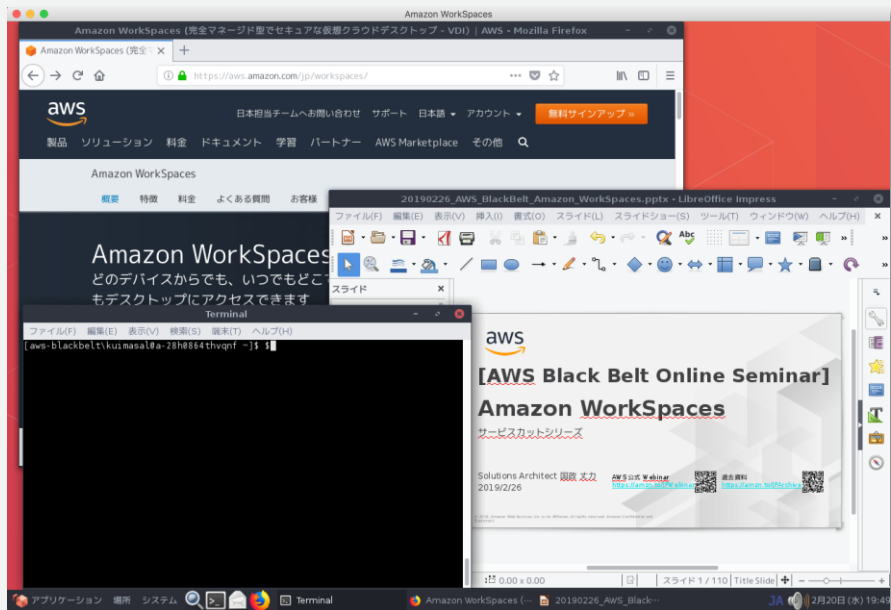 Amazon WorkSpaces
Amazon WorkSpaces (完全マネージド型でセキュアな仮想クラウドデスクトップ - VDI) | AWS - Mozilla Firefox
Amazon WorkSpaces (完全
https://aws.amazon.com/jp/workspaces/
aws
日本担当チームへお問い合わせ サポート 日本語 アカウント 無料サインアップ »
製品 ソリューション 料金 ドキュメント 学習 パートナー AWS Marketplace その他
Amazon WorkSpaces
概要 特徴 料金 よくある質問 お客様
Amazon WorkSpaces
どのデバイスからでも、いつでもどこ
もデスクトップにアクセスできます
20190226_AWS_BlackBelt_Amazon_WorkSpaces.pptx - LibreOffice Impress
ファイル(F) 編集(E) 表示(V) 挿入(I) 書式(O) スライド(L) スライドショー(S) ツール(T) ウィンドウ(W) ヘルプ(H)
Abc
スライド
aws
[AWS Black Belt Online Seminar]
Amazon WorkSpaces
サービスカットシリーズ
Solutions Architect 国政 丈力
2019/2/26
AWS公式 Webinar
過去資料
0.00 x 0.00 スライド 1 / 110 Title Slide
Terminal
ファイル(F) 編集(E) 表示(V) 検索(S) 端末(T) ヘルプ(H)
[aws-blackbelt\kuimasal@a-28h0864thvqnf ~]$ $
アプリケーション 場所 システム Terminal Amazon WorkSpaces (… 20190226_AWS_Black… JA 2月20日 (水) 19:49